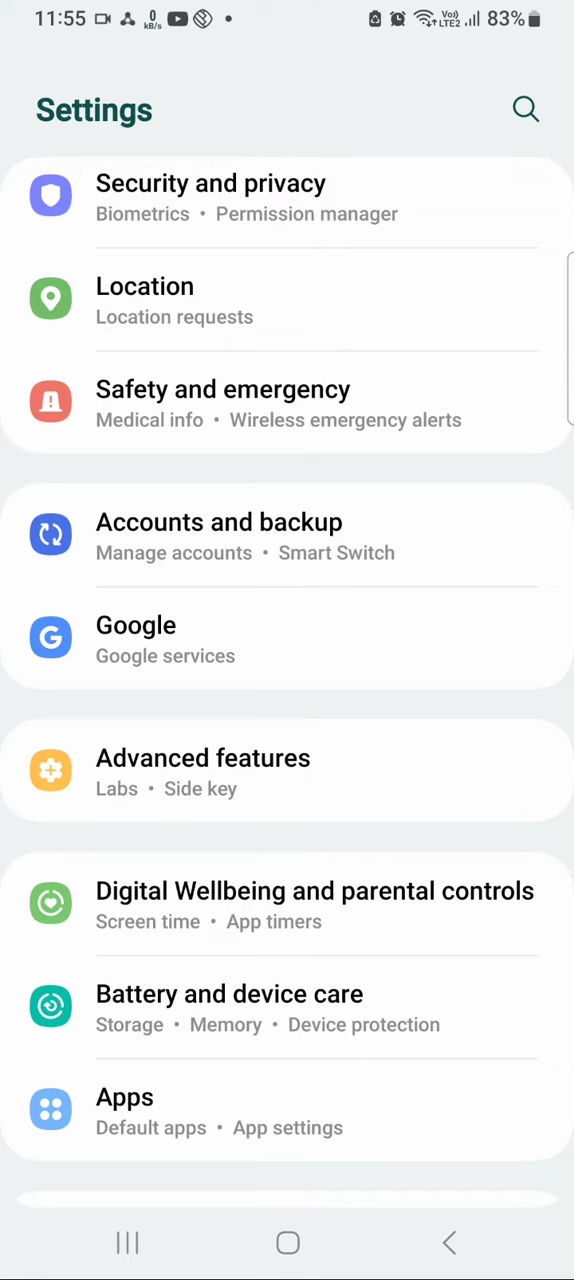 11:55 0 kB/s Vo) LTE2 83%
Settings
Security and privacy
Biometrics • Permission manager
Location
Location requests
Safety and emergency
Medical info • Wireless emergency alerts
Accounts and backup
Manage accounts • Smart Switch
G Google
Google services
Advanced features
Labs • Side key
Digital Wellbeing and parental controls
Screen time • App timers
Battery and device care
Storage • Memory • Device protection
Apps
Default apps • App settings